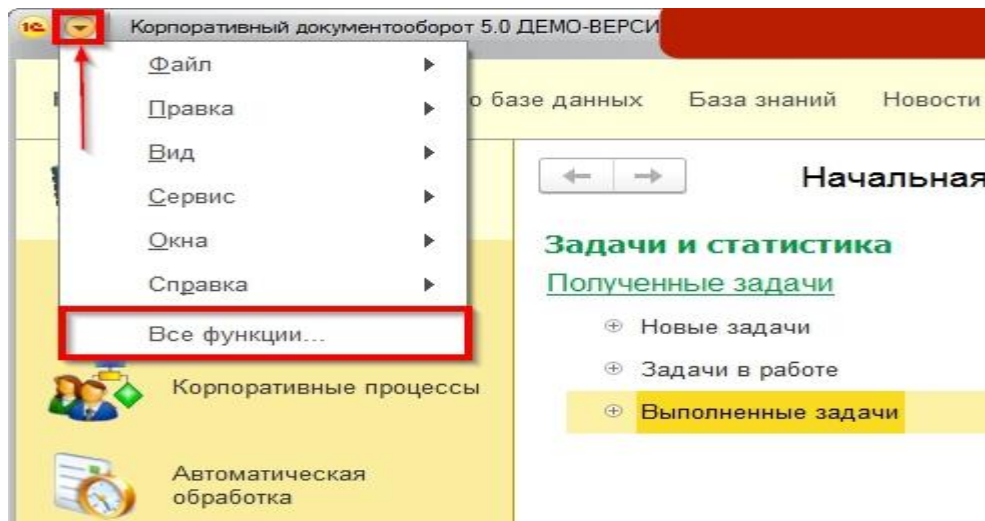 1С Корпоративный документооборот 5.0 ДЕМО-ВЕРСИ
Файл
Правка
Вид
Сервис
Окна
Справка
Все функции...
о базе данных База знаний Новости
Начальная
Задачи и статистика
Полученные задачи
Новые задачи
Задачи в работе
Выполненные задачи
Корпоративные процессы
Автоматическая
обработка